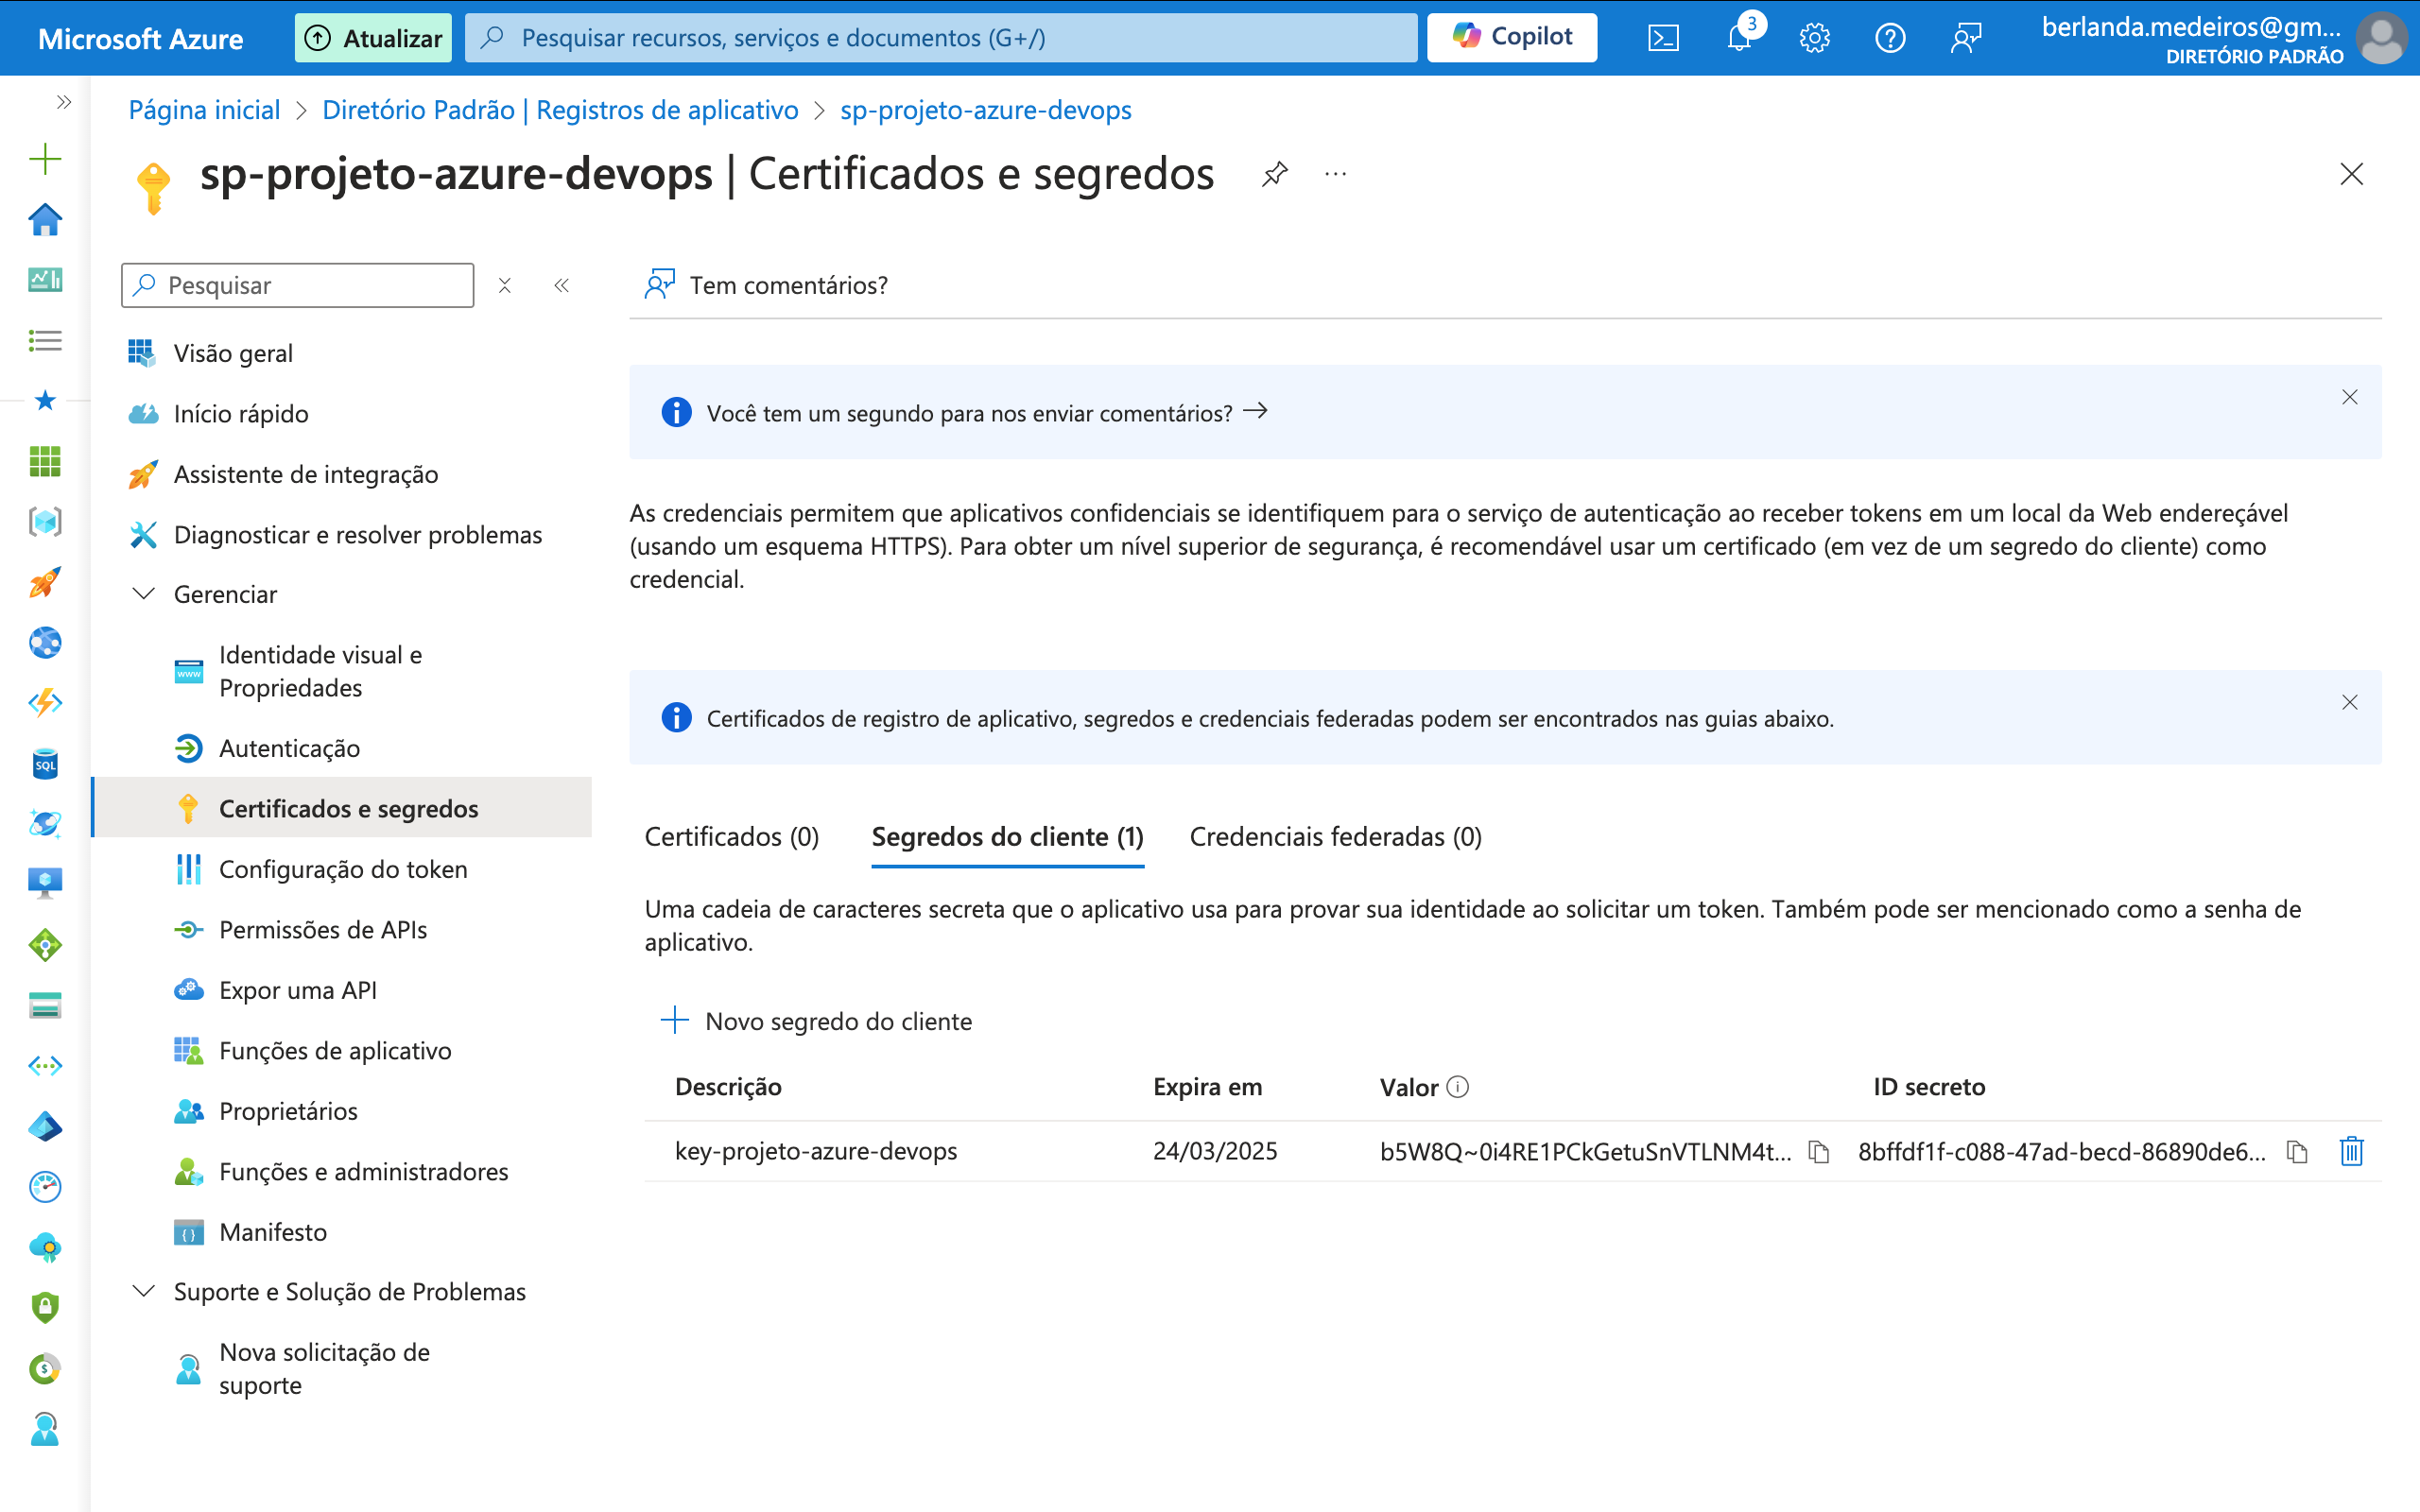 Microsoft Azure
Atualizar
Pesquisar recursos, serviços e documentos (G+/)
Copilot
3
berlanda.medeiros@gm...
DIRETÓRIO PADRÃO
Página inicial > Diretório Padrão | Registros de aplicativo > sp-projeto-azure-devops
sp-projeto-azure-devops | Certificados e segredos
Pesquisar
Visão geral
Início rápido
Assistente de integração
Diagnosticar e resolver problemas
Gerenciar
Identidade visual e
Propriedades
Autenticação
Certificados e segredos
Configuração do token
Permissões de APIs
Expor uma API
Funções de aplicativo
Proprietários
Funções e administradores
Manifesto
Suporte e Solução de Problemas
Nova solicitação de
suporte
Tem comentários?
Você tem um segundo para nos enviar comentários?
As credenciais permitem que aplicativos confidenciais se identifiquem para o serviço de autenticação ao receber tokens em um local da Web endereçável
(usando um esquema HTTPS). Para obter um nível superior de segurança, é recomendável usar um certificado (em vez de um segredo do cliente) como
credencial.
Certificados de registro de aplicativo, segredos e credenciais federadas podem ser encontrados nas guias abaixo.
Certificados (0) Segredos do cliente (1) Credenciais federadas (0)
Uma cadeia de caracteres secreta que o aplicativo usa para provar sua identidade ao solicitar um token. Também pode ser mencionado como a senha de
aplicativo.
Novo segredo do cliente
Descrição Expira em Valor ID secreto
key-projeto-azure-devops 24/03/2025 b5W8Q~0i4RE1PCkGetuSnVTLNM4t... 8bffdf1f-c088-47ad-becd-86890de6...